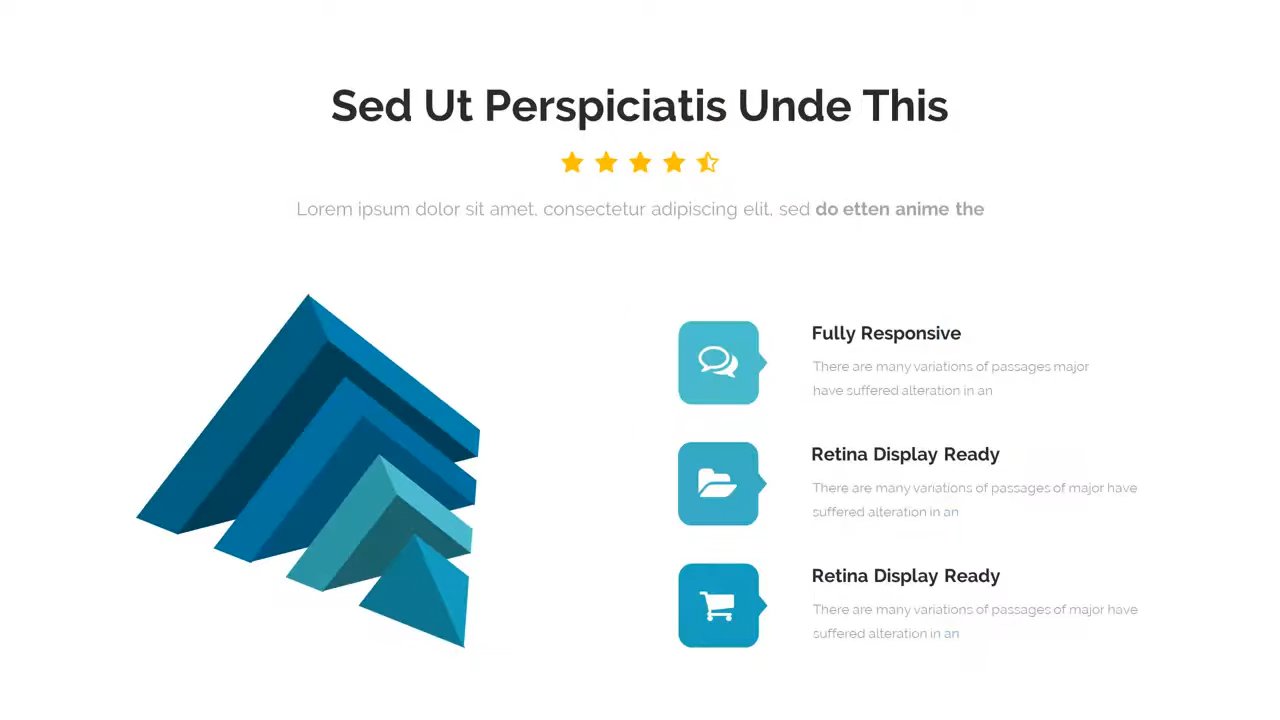 Sed Ut Perspiciatis Unde This
Lorem ipsum dolor sit amet, consectetur adipiscing elit, sed do etten anime the
Fully Responsive
There are many variations of passages major
have suffered alteration in an
Retina Display Ready
There are many variations of passages of major have
suffered alteration in an
Retina Display Ready
There are many variations of passages of major have
suffered alteration in an